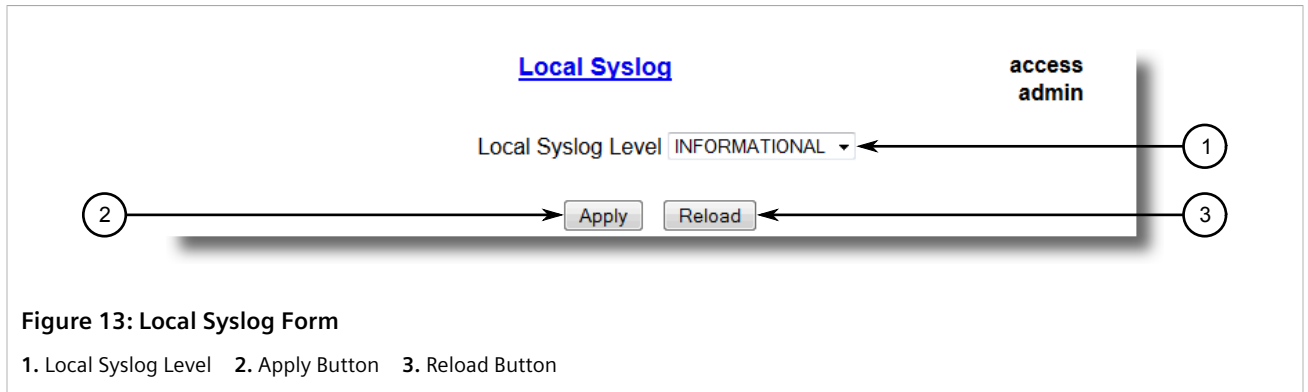 Local Syslog
access
admin
Local Syslog Level INFORMATIONAL
1
2
Apply Reload
3
Figure 13: Local Syslog Form
1. Local Syslog Level 2. Apply Button 3. Reload Button